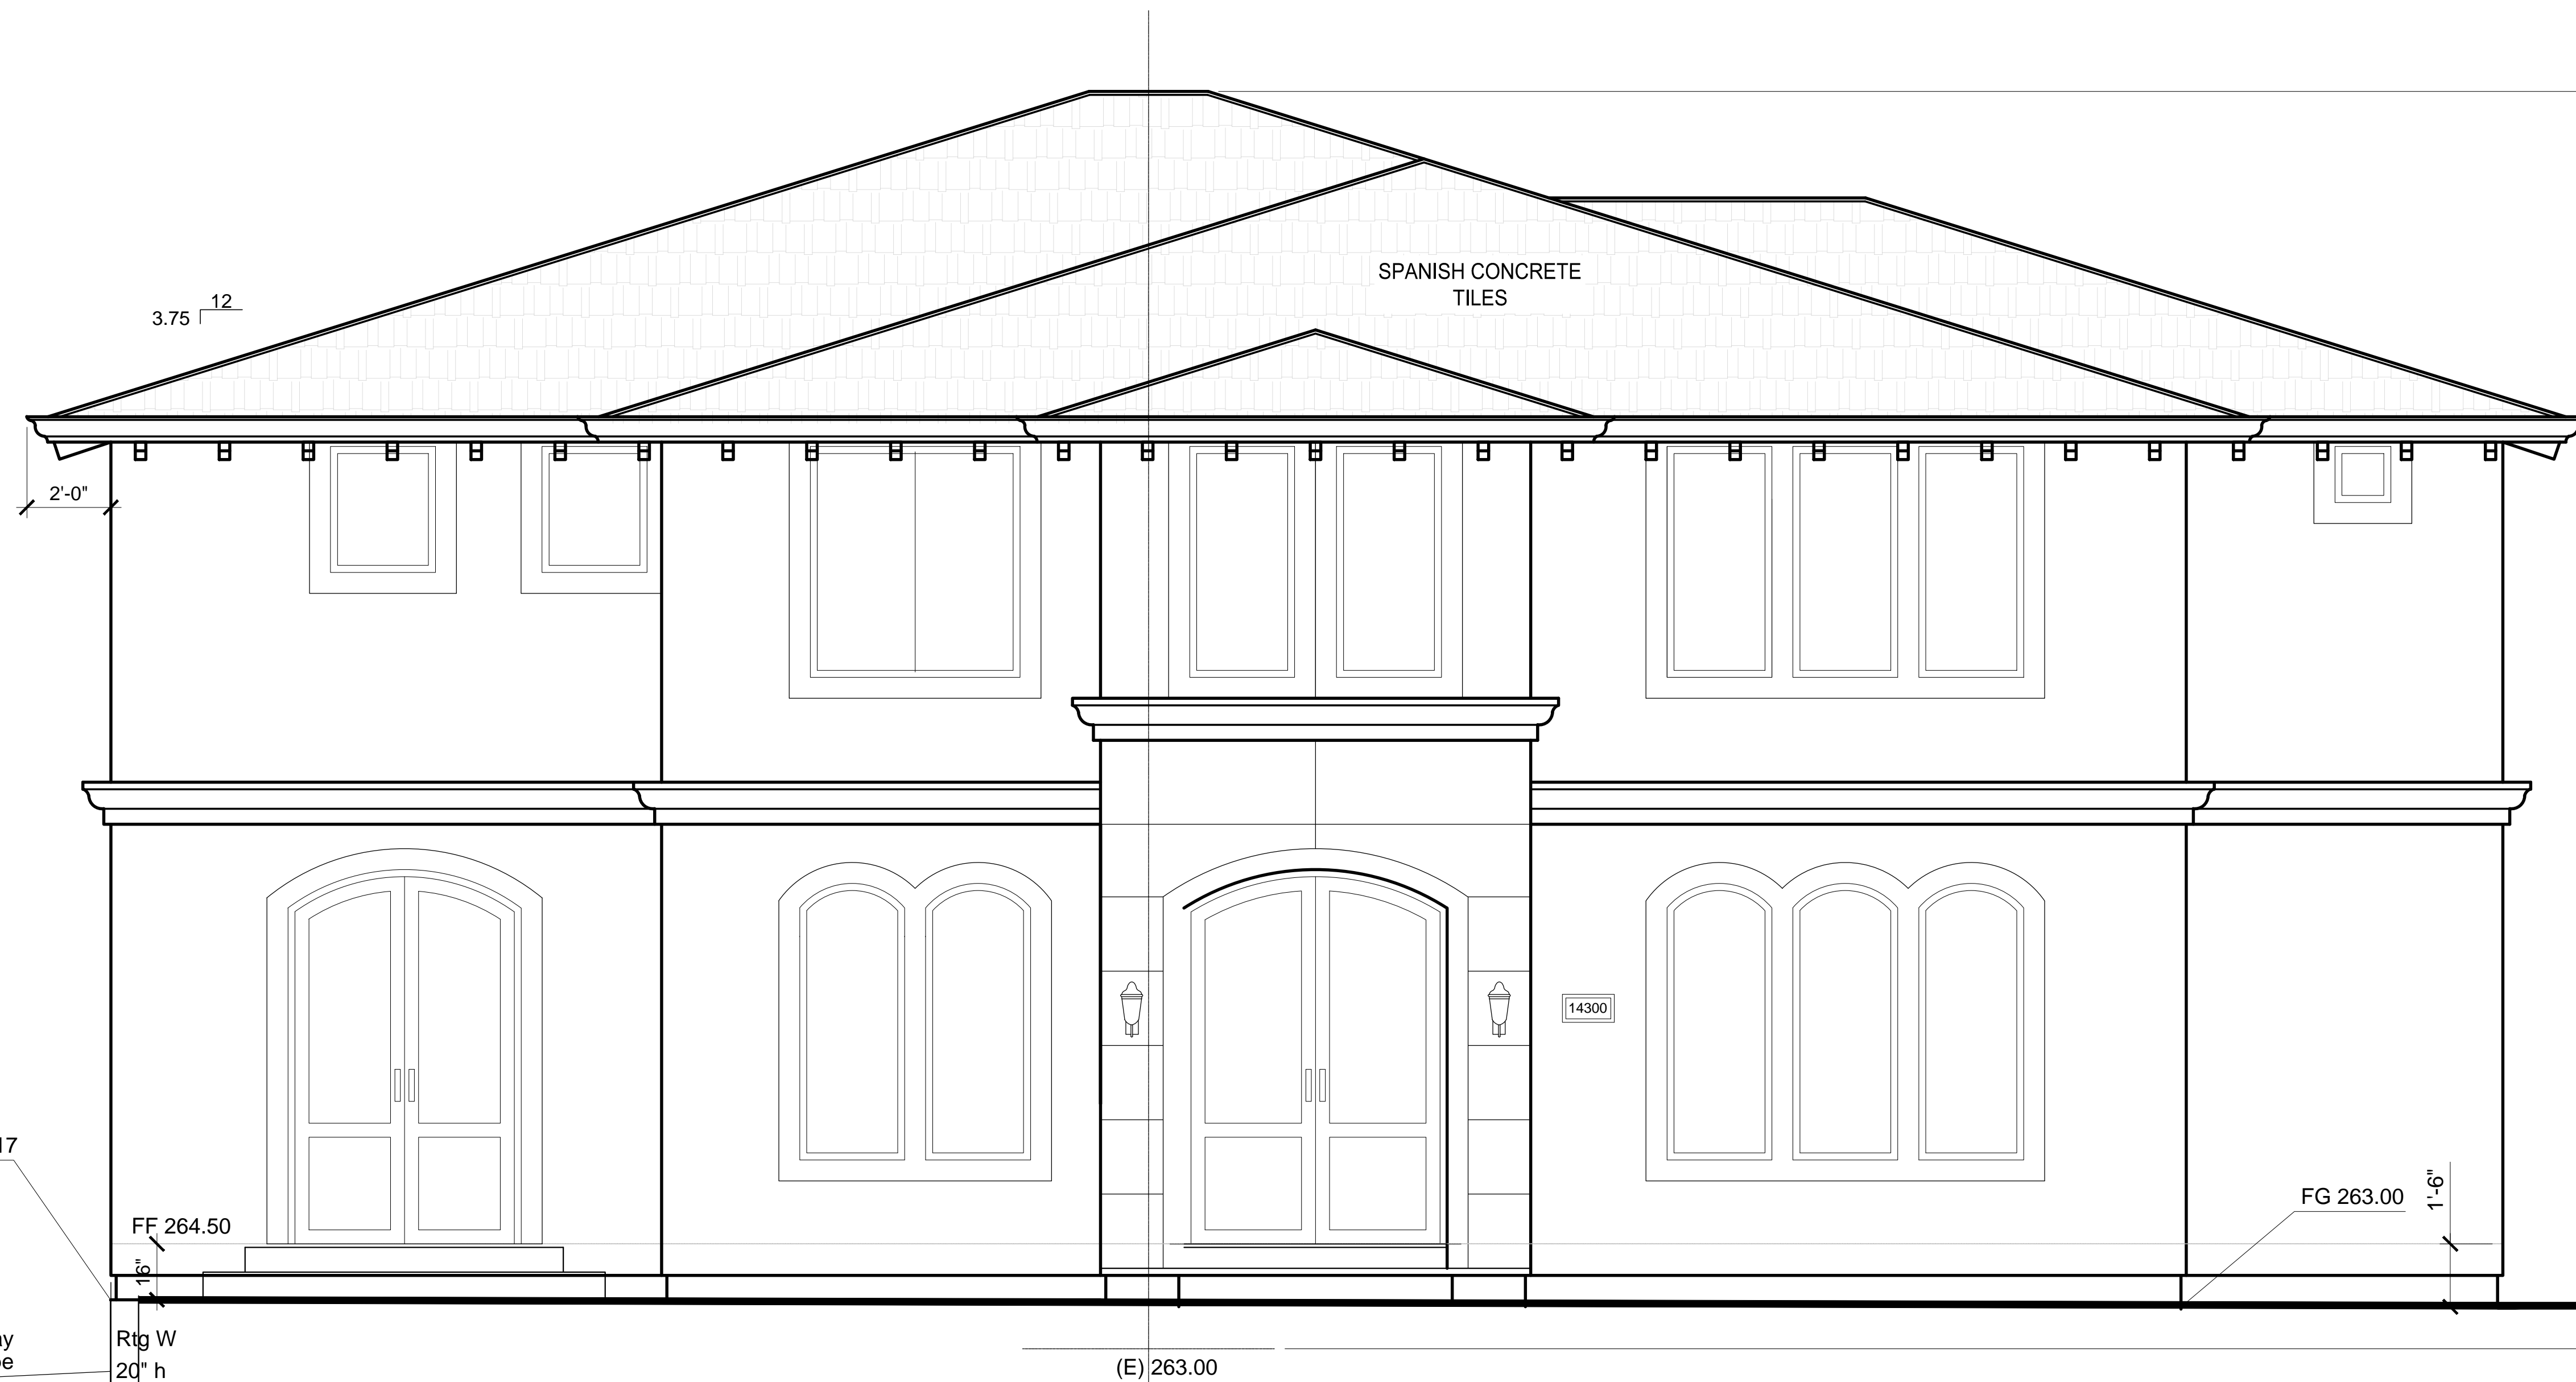 SPANISH CONCRETE
TILES
12
3.75
2'-0"
14300
17
FF 264.50
16"
FG 263.00
1'-6"
Rtg W
20" h
(E) 263.00